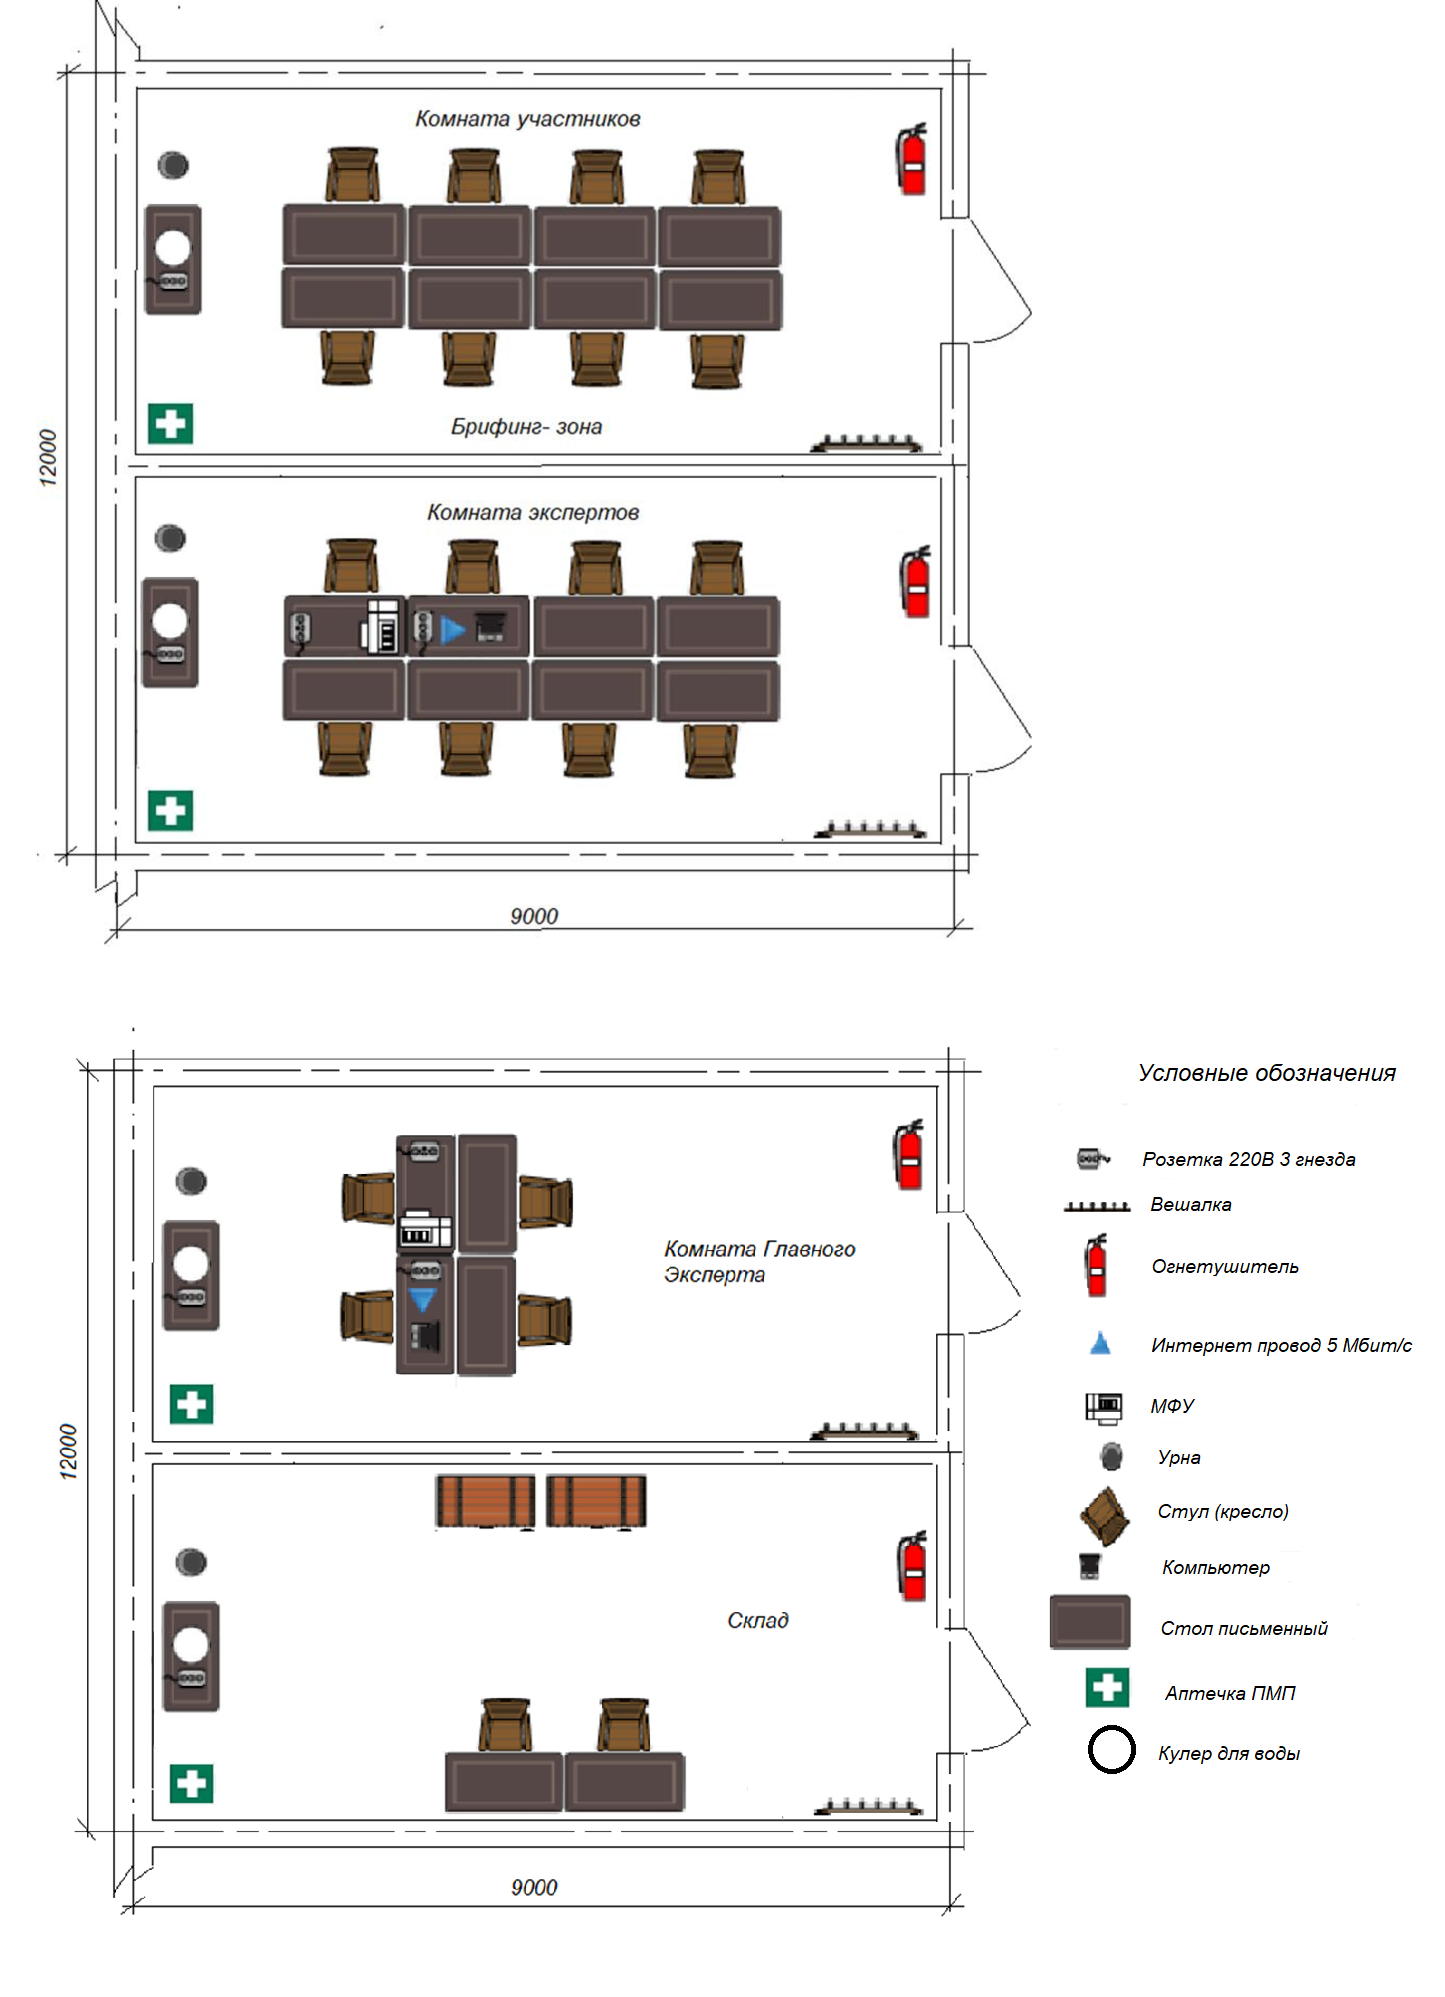 Комната участников
Брифинг- зона
12000
Комната экспертов
9000
Условные обозначения
Розетка 220В 3 гнезда
Вешалка
Огнетушитель
Интернет провод 5 Мбит/с
МФУ
Урна
Стул (кресло)
Компьютер
Стол письменный
Аптечка ПМП
Кулер для воды
Комната Главного
Эксперта
12000
Склад
9000